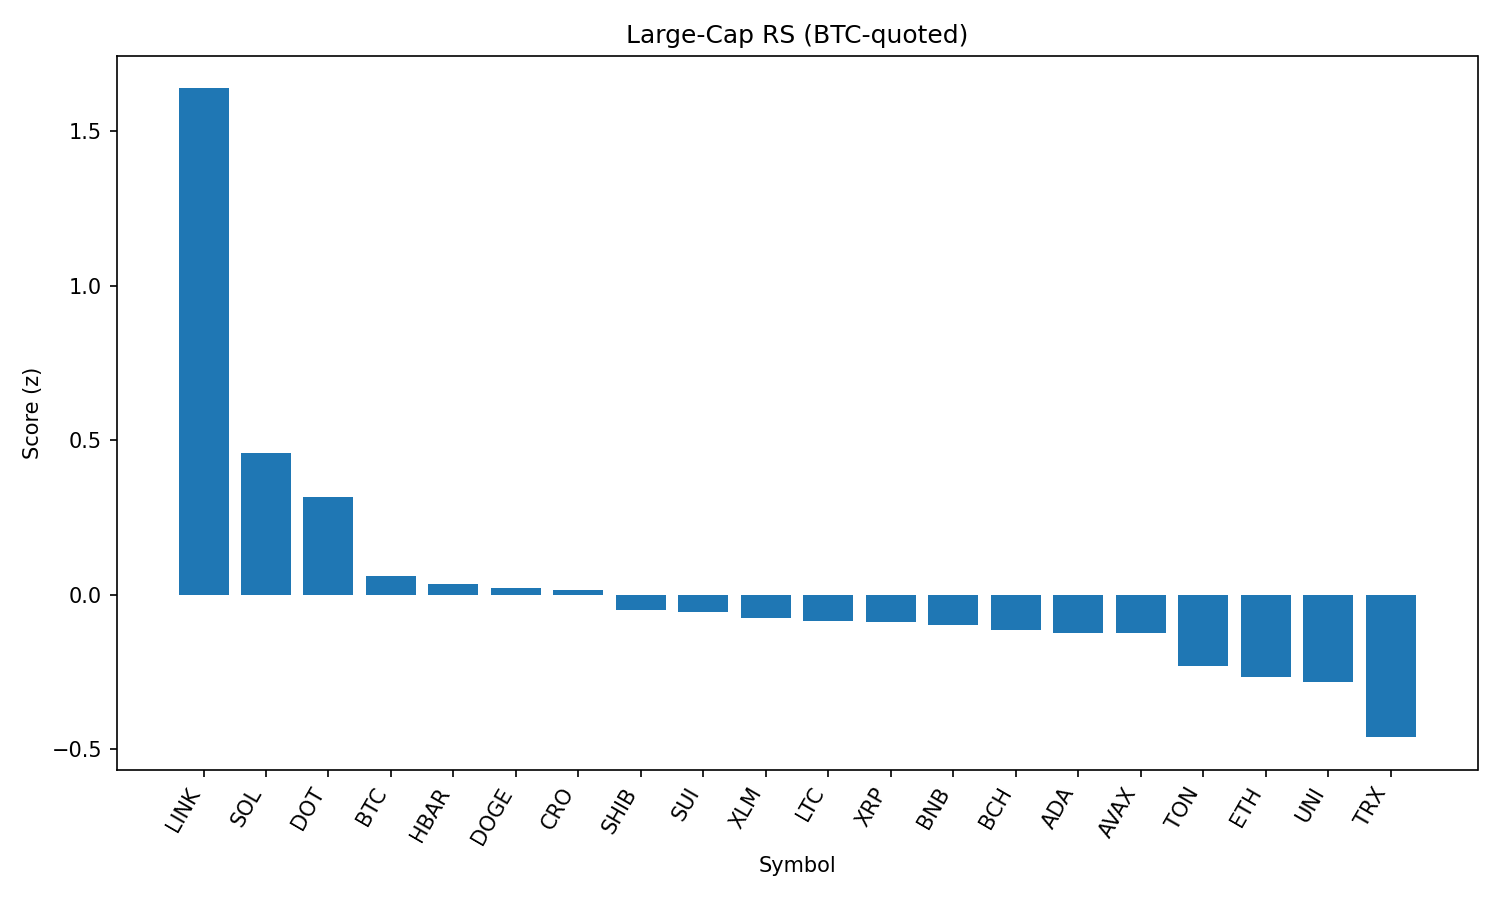 Large-Cap RS (BTC-quoted)
Score (z)
1.5
1.0
0.5
0.0
−0.5
LINK
SOL
DOT
BTC
HBAR
DOGE
CRO
SHIB
SUI
XLM
LTC
XRP
BNB
BCH
ADA
AVAX
TON
ETH
UNI
TRX
Symbol